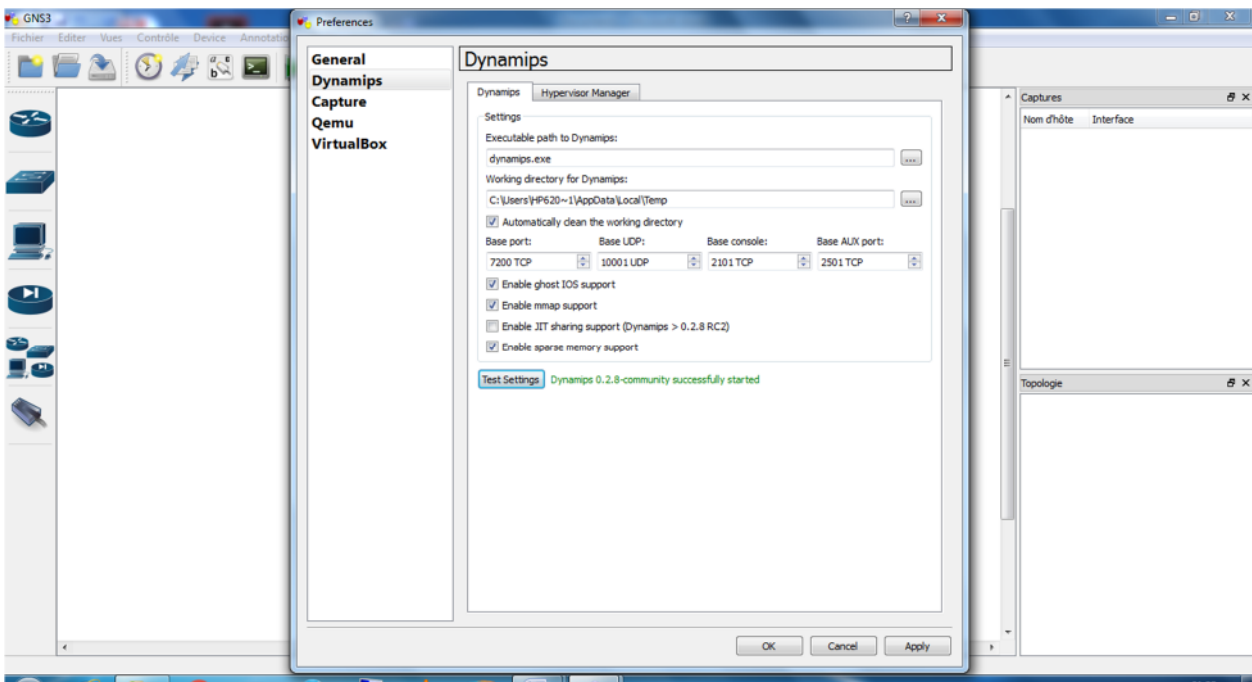 GNS3
Fichier Editer Vues Contrôle Device Annotatio
Preferences
General
Dynamips
Capture
Qemu
VirtualBox
Dynamips
Dynamips Hypervisor Manager
Settings
Executable path to Dynamips:
dynamips.exe
...
Working directory for Dynamips:
C:\Users\HP620~1\AppData\Local\Temp
...
Automatically clean the working directory
Base port: Base UDP: Base console: Base AUX port:
7200 TCP 10001 UDP 2101 TCP 2501 TCP
Enable ghost IOS support
Enable mmap support
Enable JIT sharing support (Dynamips > 0.2.8 RC2)
Enable sparse memory support
Test Settings Dynamips 0.2.8-community successfully started
OK Cancel Apply
Captures
Nom d'hôte Interface
Topologie